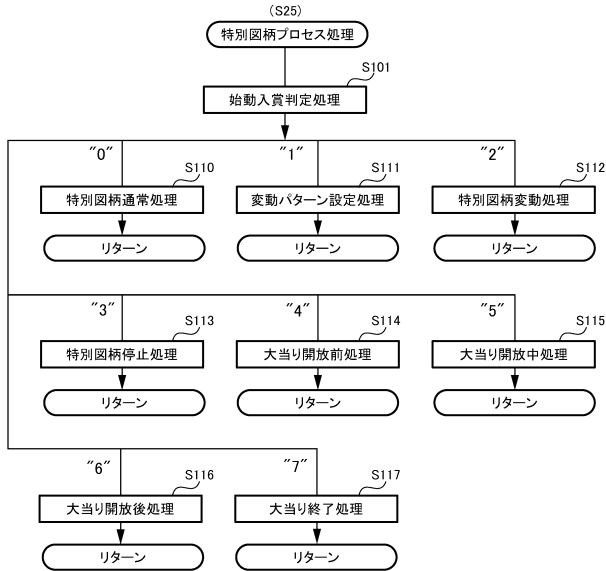 (S25)
特別図柄プロセス処理
S101
始動入賞判定処理
"0"
"1"
"2"
S110
S111
S112
特別図柄通常処理
変動パターン設定処理
特別図柄変動処理
リターン
リターン
リターン
"3"
"4"
"5"
S113
S114
S115
特別図柄停止処理
大当り開放前処理
大当り開放中処理
リターン
リターン
リターン
"6"
"7"
S116
S117
大当り開放後処理
大当り終了処理
リターン
リターン